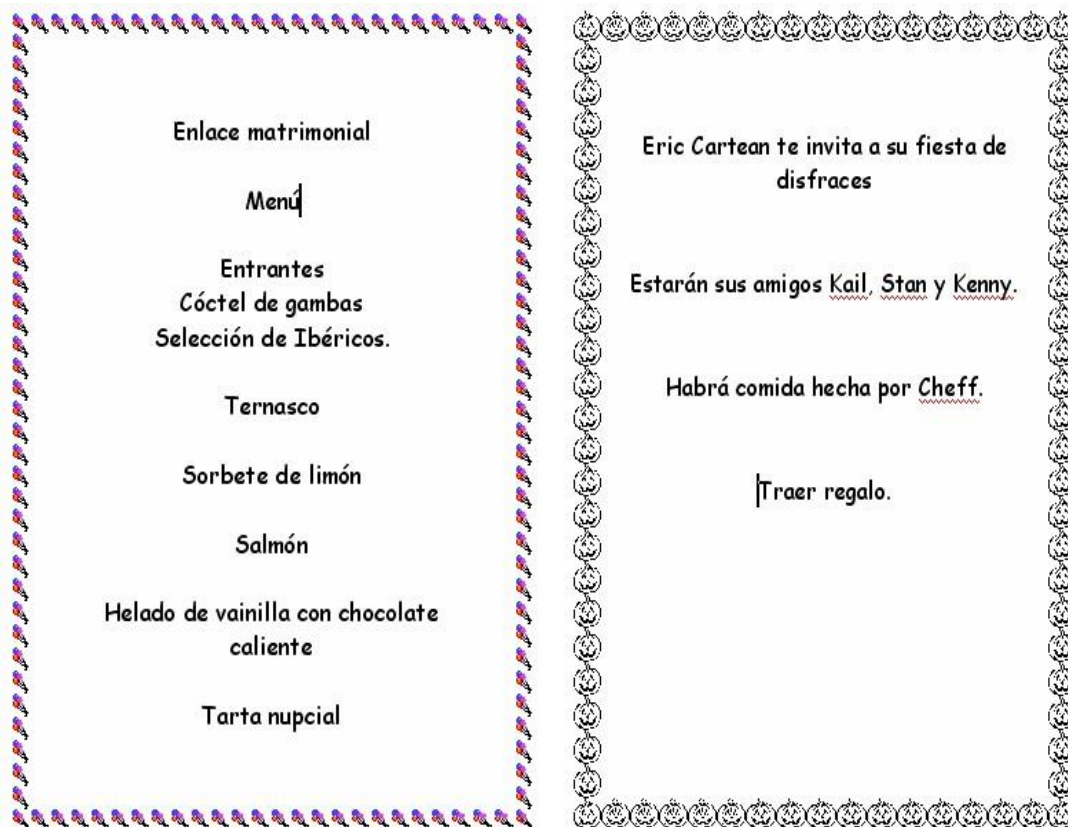 Enlace matrimonial
Menú
Entrantes
Cóctel de gambas
Selección de Ibéricos.
Ternasco
Sorbete de limón
Salmón
Helado de vainilla con chocolate
caliente
Tarta nupcial
Eric Cartean te invita a su fiesta de
disfraces
Estarán sus amigos Kail, Stan y Kenny.
Habrá comida hecha por Cheff.
Traer regalo.